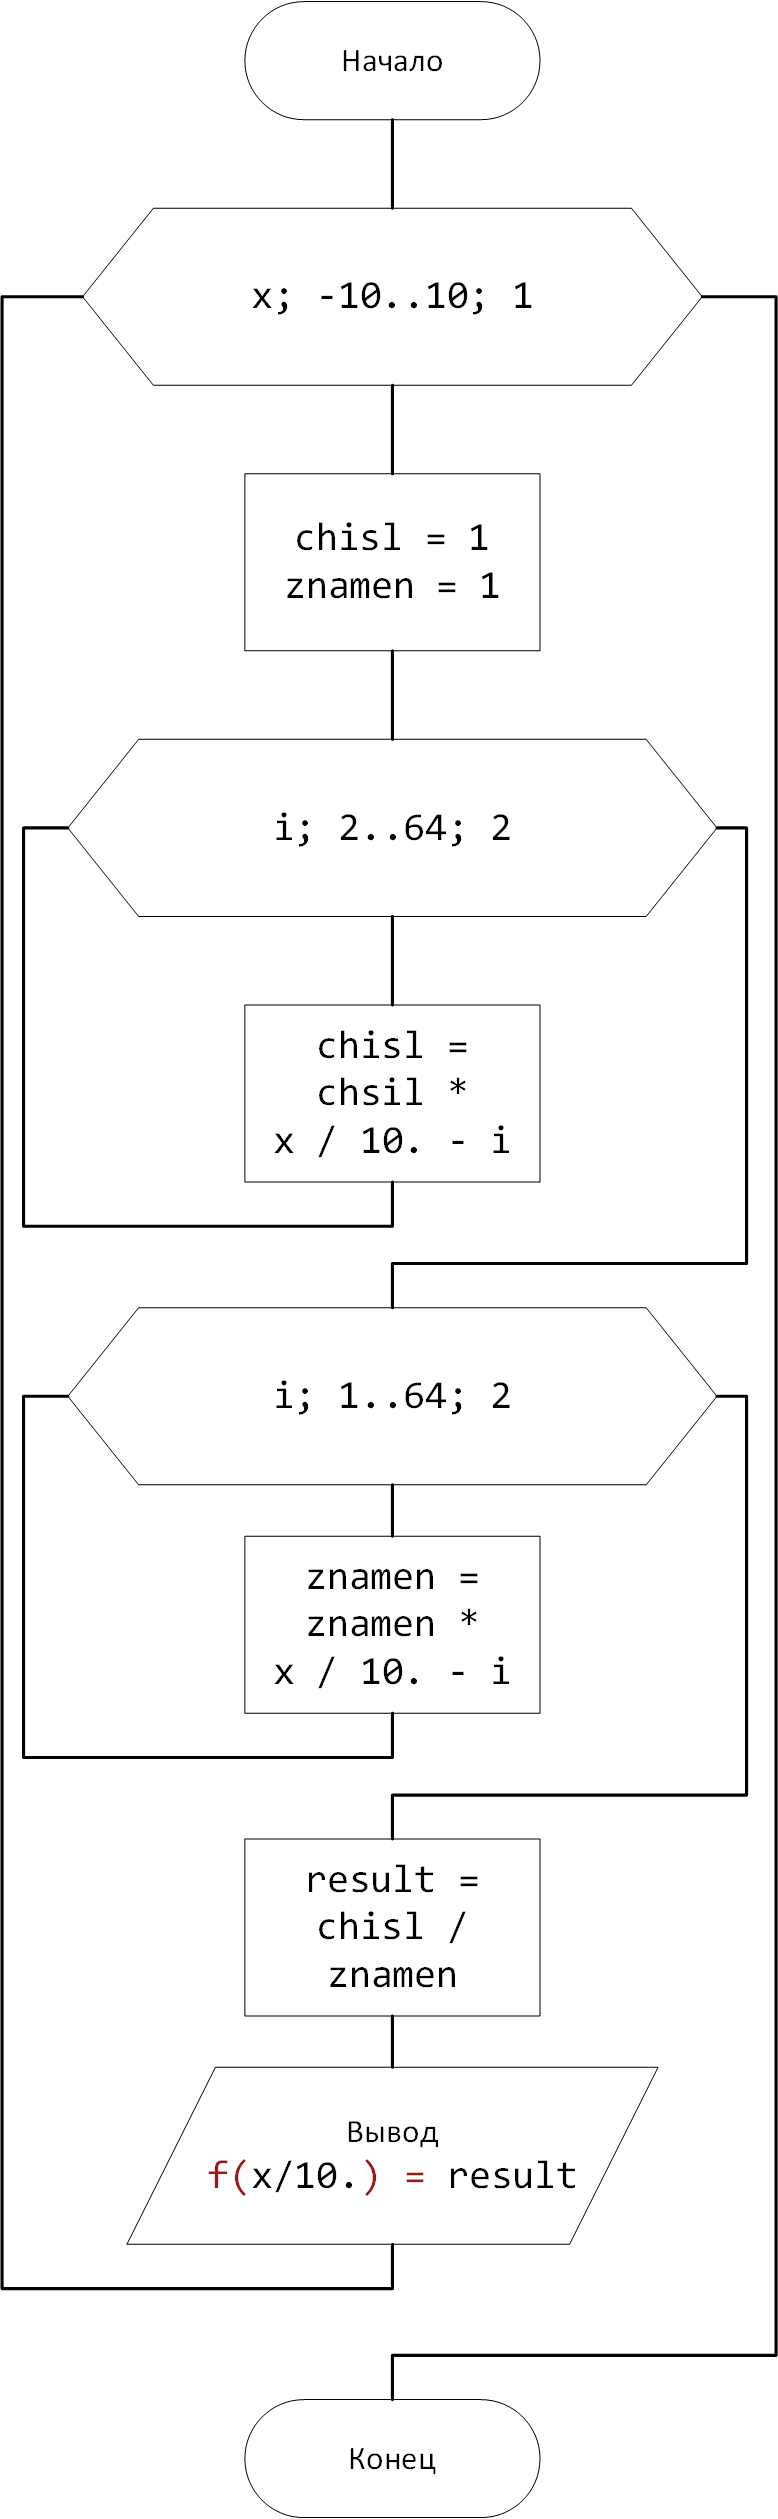 Начало
x; -10..10; 1
chisl = 1
znamen = 1
i; 2..64; 2
chisl =
chsil *
x / 10. - i
i; 1..64; 2
znamen =
znamen *
x / 10. - i
result =
chisl /
znamen
Вывод
f(x/10.) = result
Конец